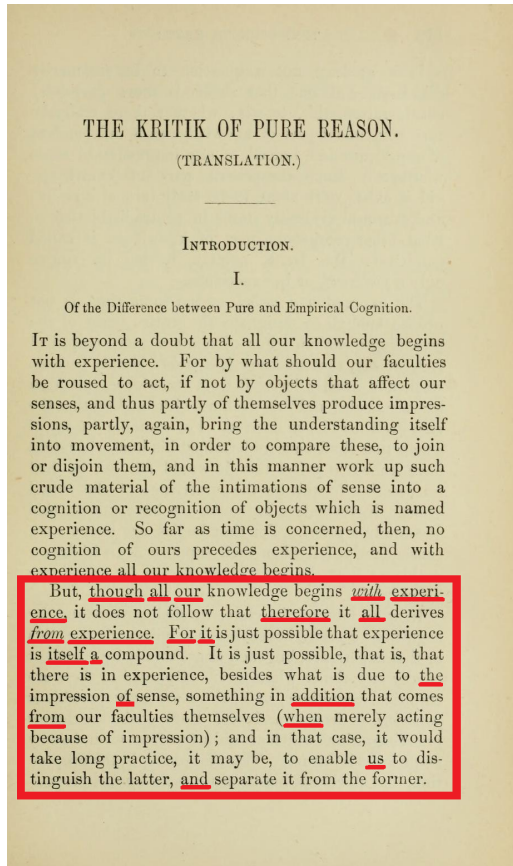 THE KRITIK OF PURE REASON.
(TRANSLATION.)
INTRODUCTION.
I.
Of the Difference between Pure and Empirical Cognition.
IT is beyond a doubt that all our knowledge begins
with experience. For by what should our faculties
be roused to act, if not by objects that affect our
senses, and thus partly of themselves produce impres-
sions, partly, again, bring the understanding itself
into movement, in order to compare these, to join
or disjoin them, and in this manner work up such
crude material of the intimations of sense into a
cognition or recognition of objects which is named
experience. So far as time is concerned, then, no
cognition of ours precedes experience, and with
experience all our knowledge begins.
But, though all our knowledge begins with experi-
ence, it does not follow that therefore it all derives
from experience. For it is just possible that experience
is itself a compound. It is just possible, that is, that
there is in experience, besides what is due to the
impression of sense, something in addition that comes
from our faculties themselves (when merely acting
because of impression) ; and in that case, it would
take long practice, it may be, to enable us to dis-
tinguish the latter, and separate it from the former.